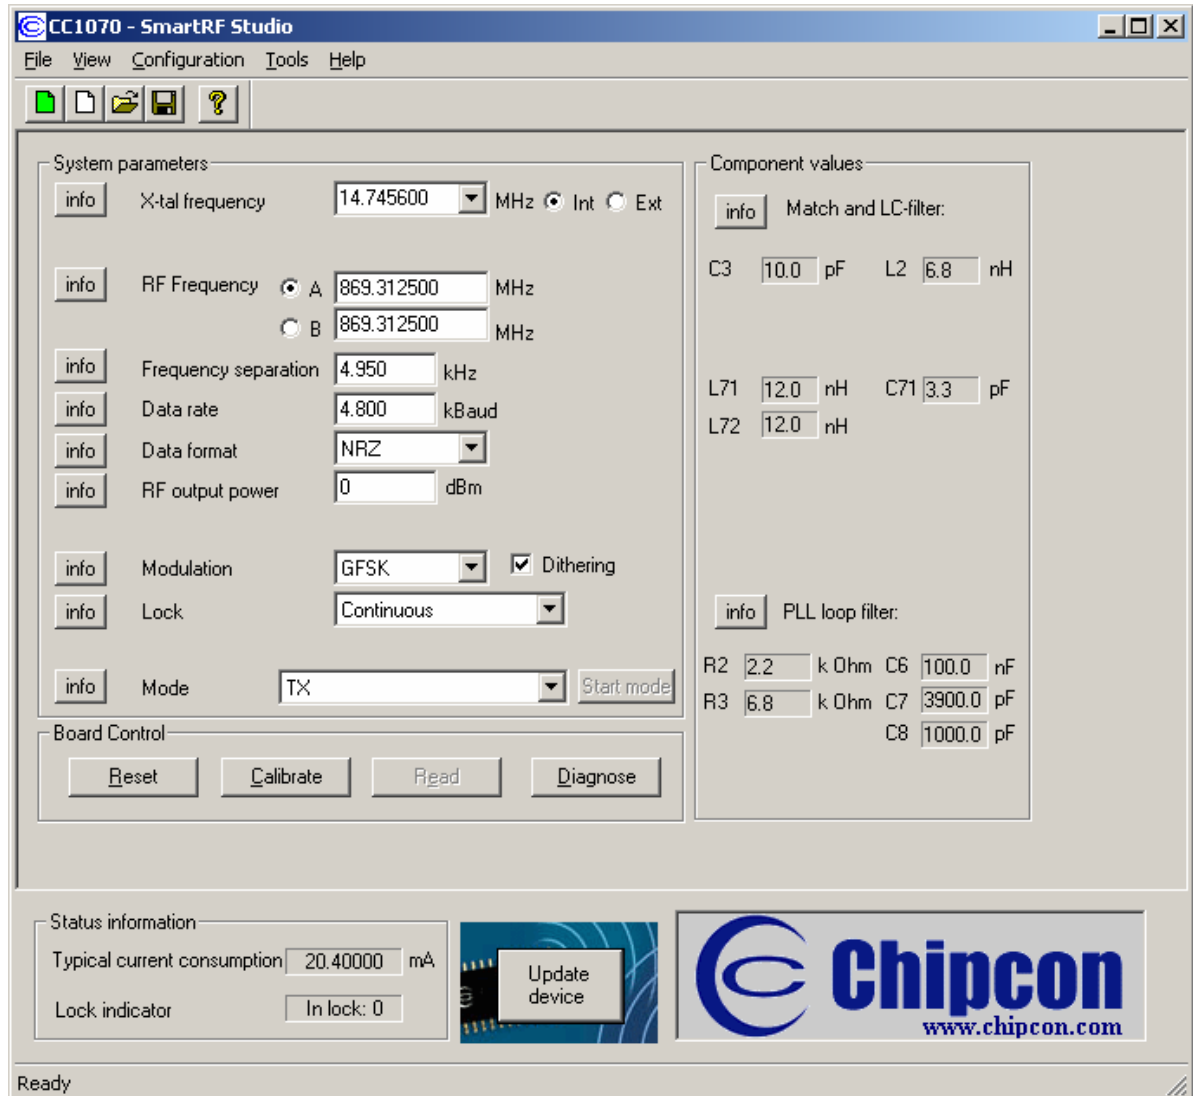 CC1070 - SmartRF Studio
File View Configuration Tools Help
System parameters
info X-tal frequency 14.745600 MHz Int Ext
info RF Frequency A 869.312500 MHz
B 869.312500 MHz
info Frequency separation 4.950 kHz
info Data rate 4.800 kBaud
info Data format NRZ
info RF output power 0 dBm
info Modulation GFSK Dithering
info Lock Continuous
info Mode TX Start mode
Board Control
Reset Calibrate Read Diagnose
Component values
info Match and LC-filter:
C3 10.0 pF L2 6.8 nH
L71 12.0 nH C71 3.3 pF
L72 12.0 nH
info PLL loop filter:
R2 2.2 k Ohm C6 100.0 nF
R3 6.8 k Ohm C7 3900.0 pF
C8 1000.0 pF
Status information
Typical current consumption 20.40000 mA
Lock indicator In lock: 0
Update
device
Chipcon
www.chipcon.com
Ready